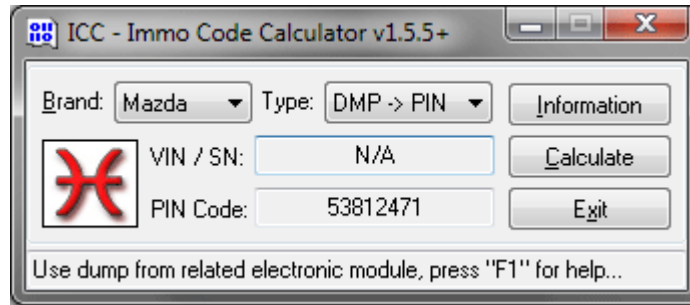 ICC - Immo Code Calculator v1.5.5+
Brand: Mazda Type: DMP -> PIN Information
VIN / SN: N/A Calculate
PIN Code: 53812471 Exit
Use dump from related electronic module, press "F1" for help...